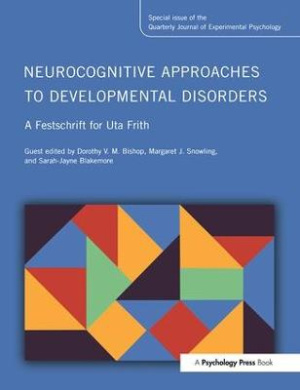 Special issue of the
Quarterly Journal of Experimental Psychology
NEUROCOGNITIVE APPROACHES
TO DEVELOPMENTAL DISORDERS
A Festschrift for Uta Frith
Guest edited by Dorothy V. M. Bishop, Margaret J. Snowling,
and Sarah-Jayne Blakemore
A Psychology Press Book